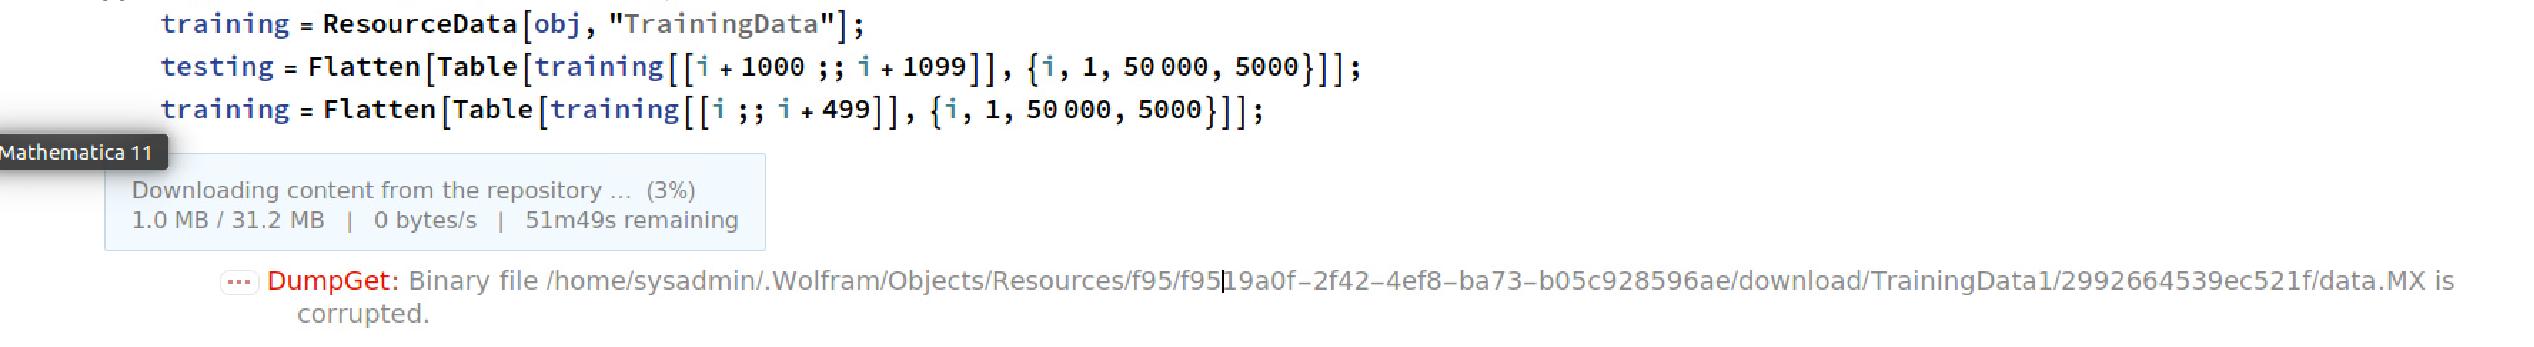 training = ResourceData[obj, "TrainingData"];
testing = Flatten[Table[training[[i + 1000 ;; i + 1099]], {i, 1, 50 000, 5000}]];
training = Flatten[Table[training[[i ;; i + 499]], {i, 1, 50 000, 5000}]];
Mathematica 11
Downloading content from the repository ... (3%)
1.0 MB / 31.2 MB | 0 bytes/s | 51m49s remaining
··· DumpGet: Binary file /home/sysadmin/.Wolfram/Objects/Resources/f95/f9519a0f-2f42-4ef8-ba73-b05c928596ae/download/TrainingData1/2992664539ec521f/data.MX is
corrupted.